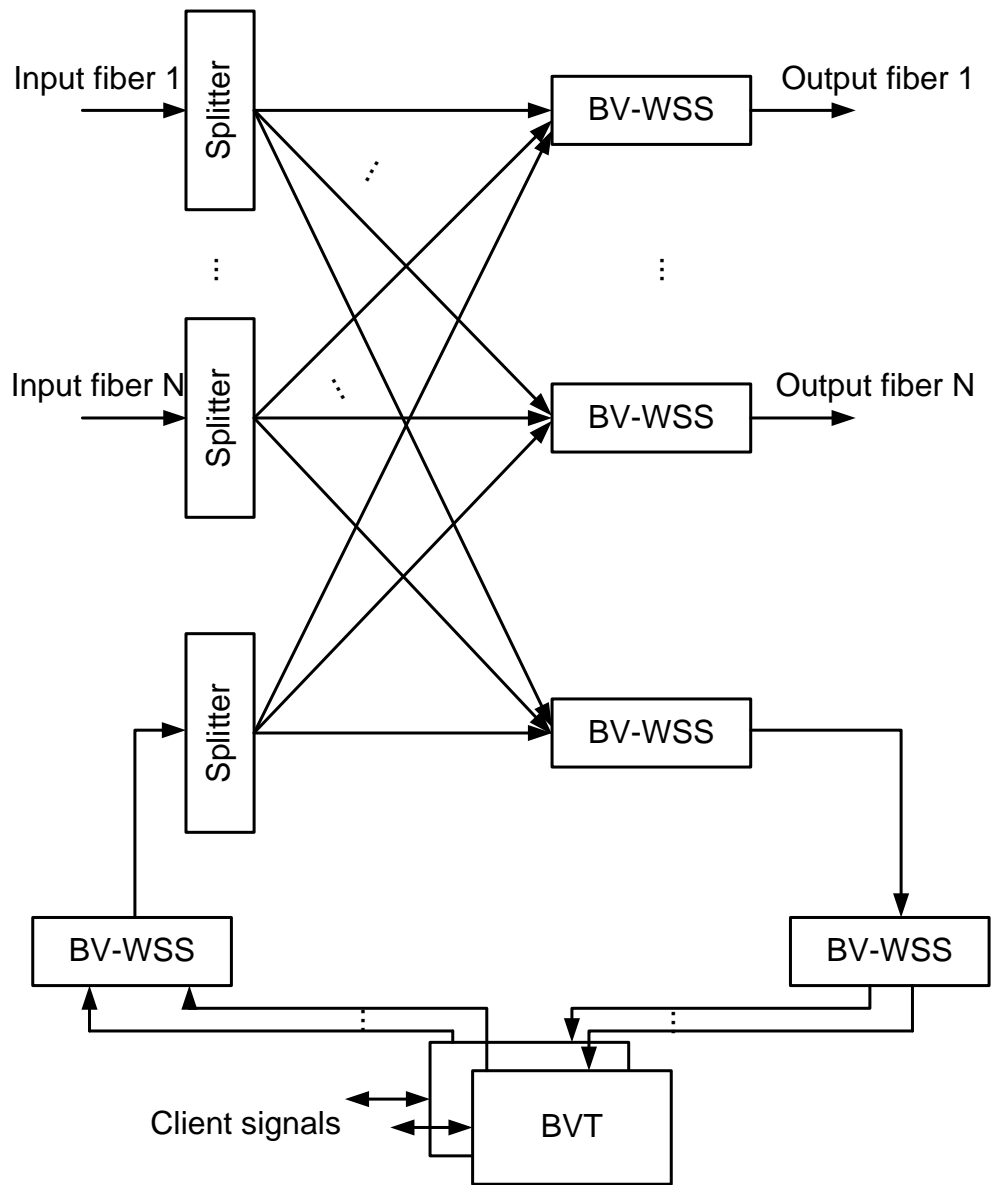 Input fiber 1
Splitter
BV-WSS
Output fiber 1
...
...
...
Input fiber N
Splitter
...
BV-WSS
Output fiber N
Splitter
BV-WSS
BV-WSS
BV-WSS
...
...
Client signals
BVT